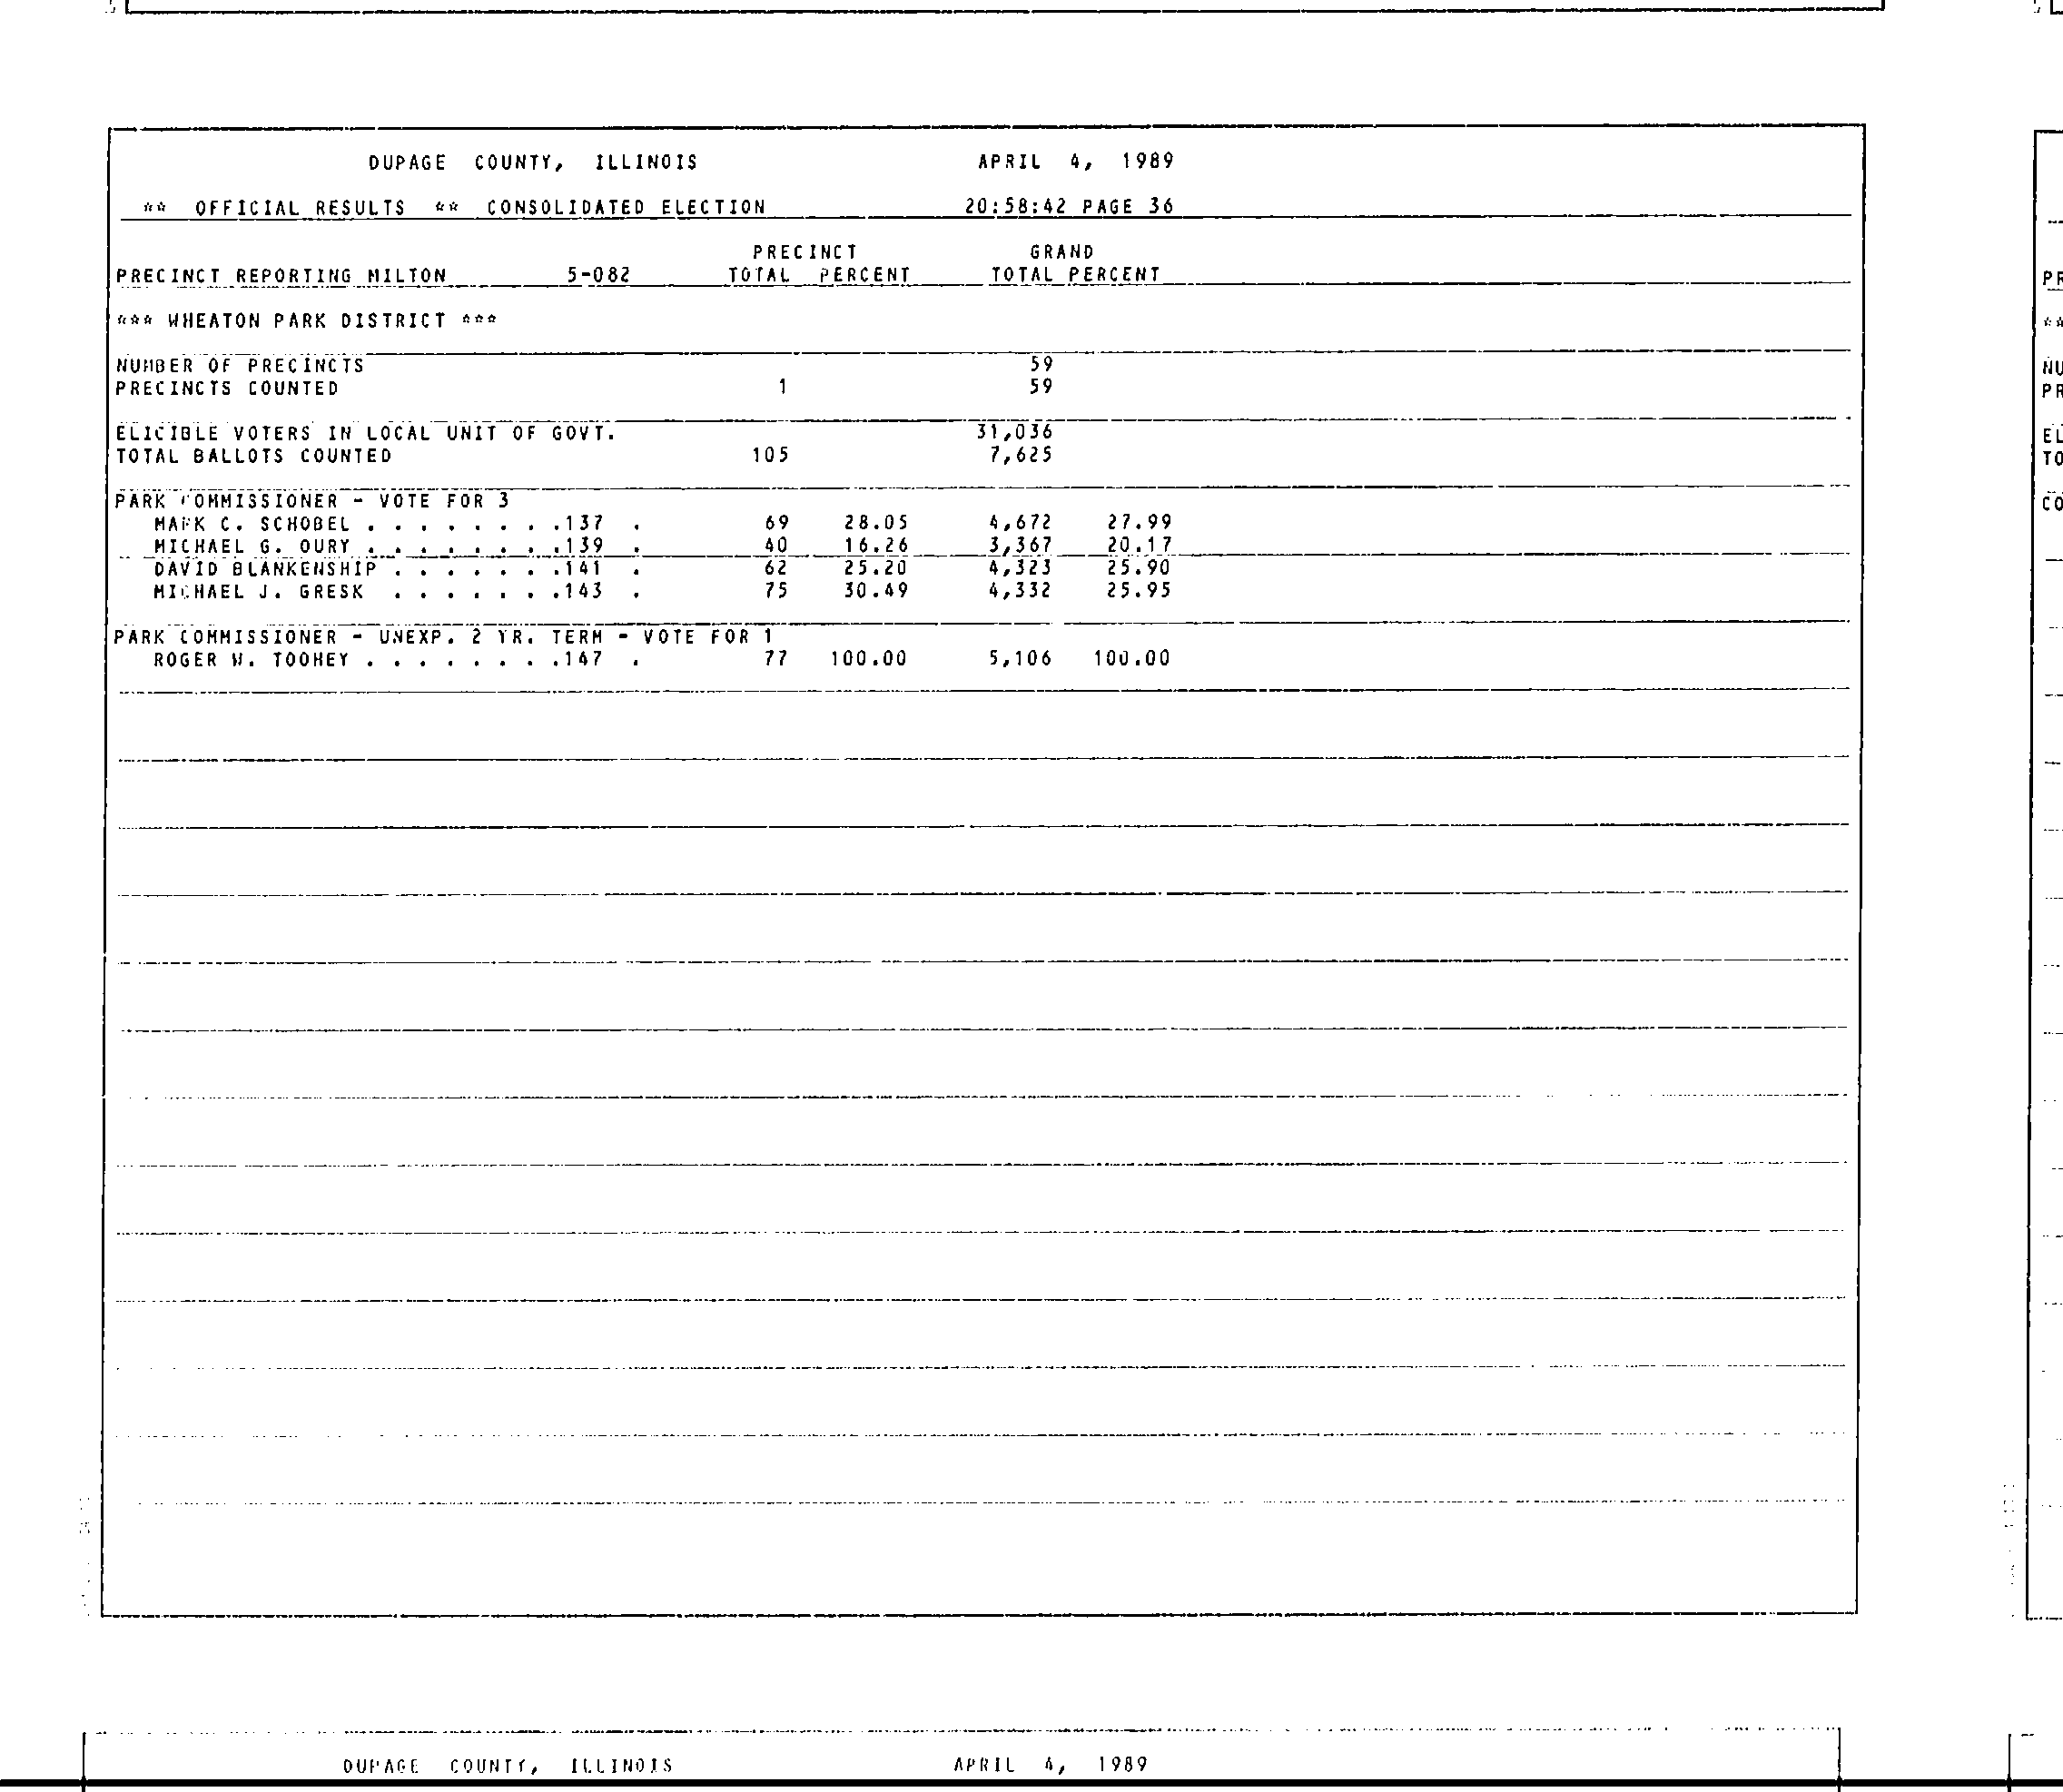 DUPAGE COUNTY, ILLINOIS APRIL 4, 1989
** OFFICIAL RESULTS ** CONSOLIDATED ELECTION 20:58:42 PAGE 36
PRECINCT GRAND
PRECINCT REPORTING MILTON 5-082 TOTAL PERCENT TOTAL PERCENT
*** WHEATON PARK DISTRICT ***
NUMBER OF PRECINCTS 59
PRECINCTS COUNTED 1 59
ELIGIBLE VOTERS IN LOCAL UNIT OF GOVT. 31,036
TOTAL BALLOTS COUNTED 105 7,625
PARK COMMISSIONER - VOTE FOR 3
MARK C. SCHOBEL . . . . . . . .137 . 69 28.05 4,672 27.99
MICHAEL G. OURY . . . . . . . .139 . 40 16.26 3,367 20.17
DAVID BLANKENSHIP . . . . . . .141 . 62 25.20 4,323 25.90
MICHAEL J. GRESK . . . . . . .143 . 75 30.49 4,332 25.95
PARK COMMISSIONER - UNEXP. 2 YR. TERM - VOTE FOR 1
ROGER W. TOOHEY . . . . . . . .147 . 77 100.00 5,106 100.00
DUPAGE COUNTY, ILLINOIS APRIL 4, 1989
PR
**
NU
PR
EL
TO
CO